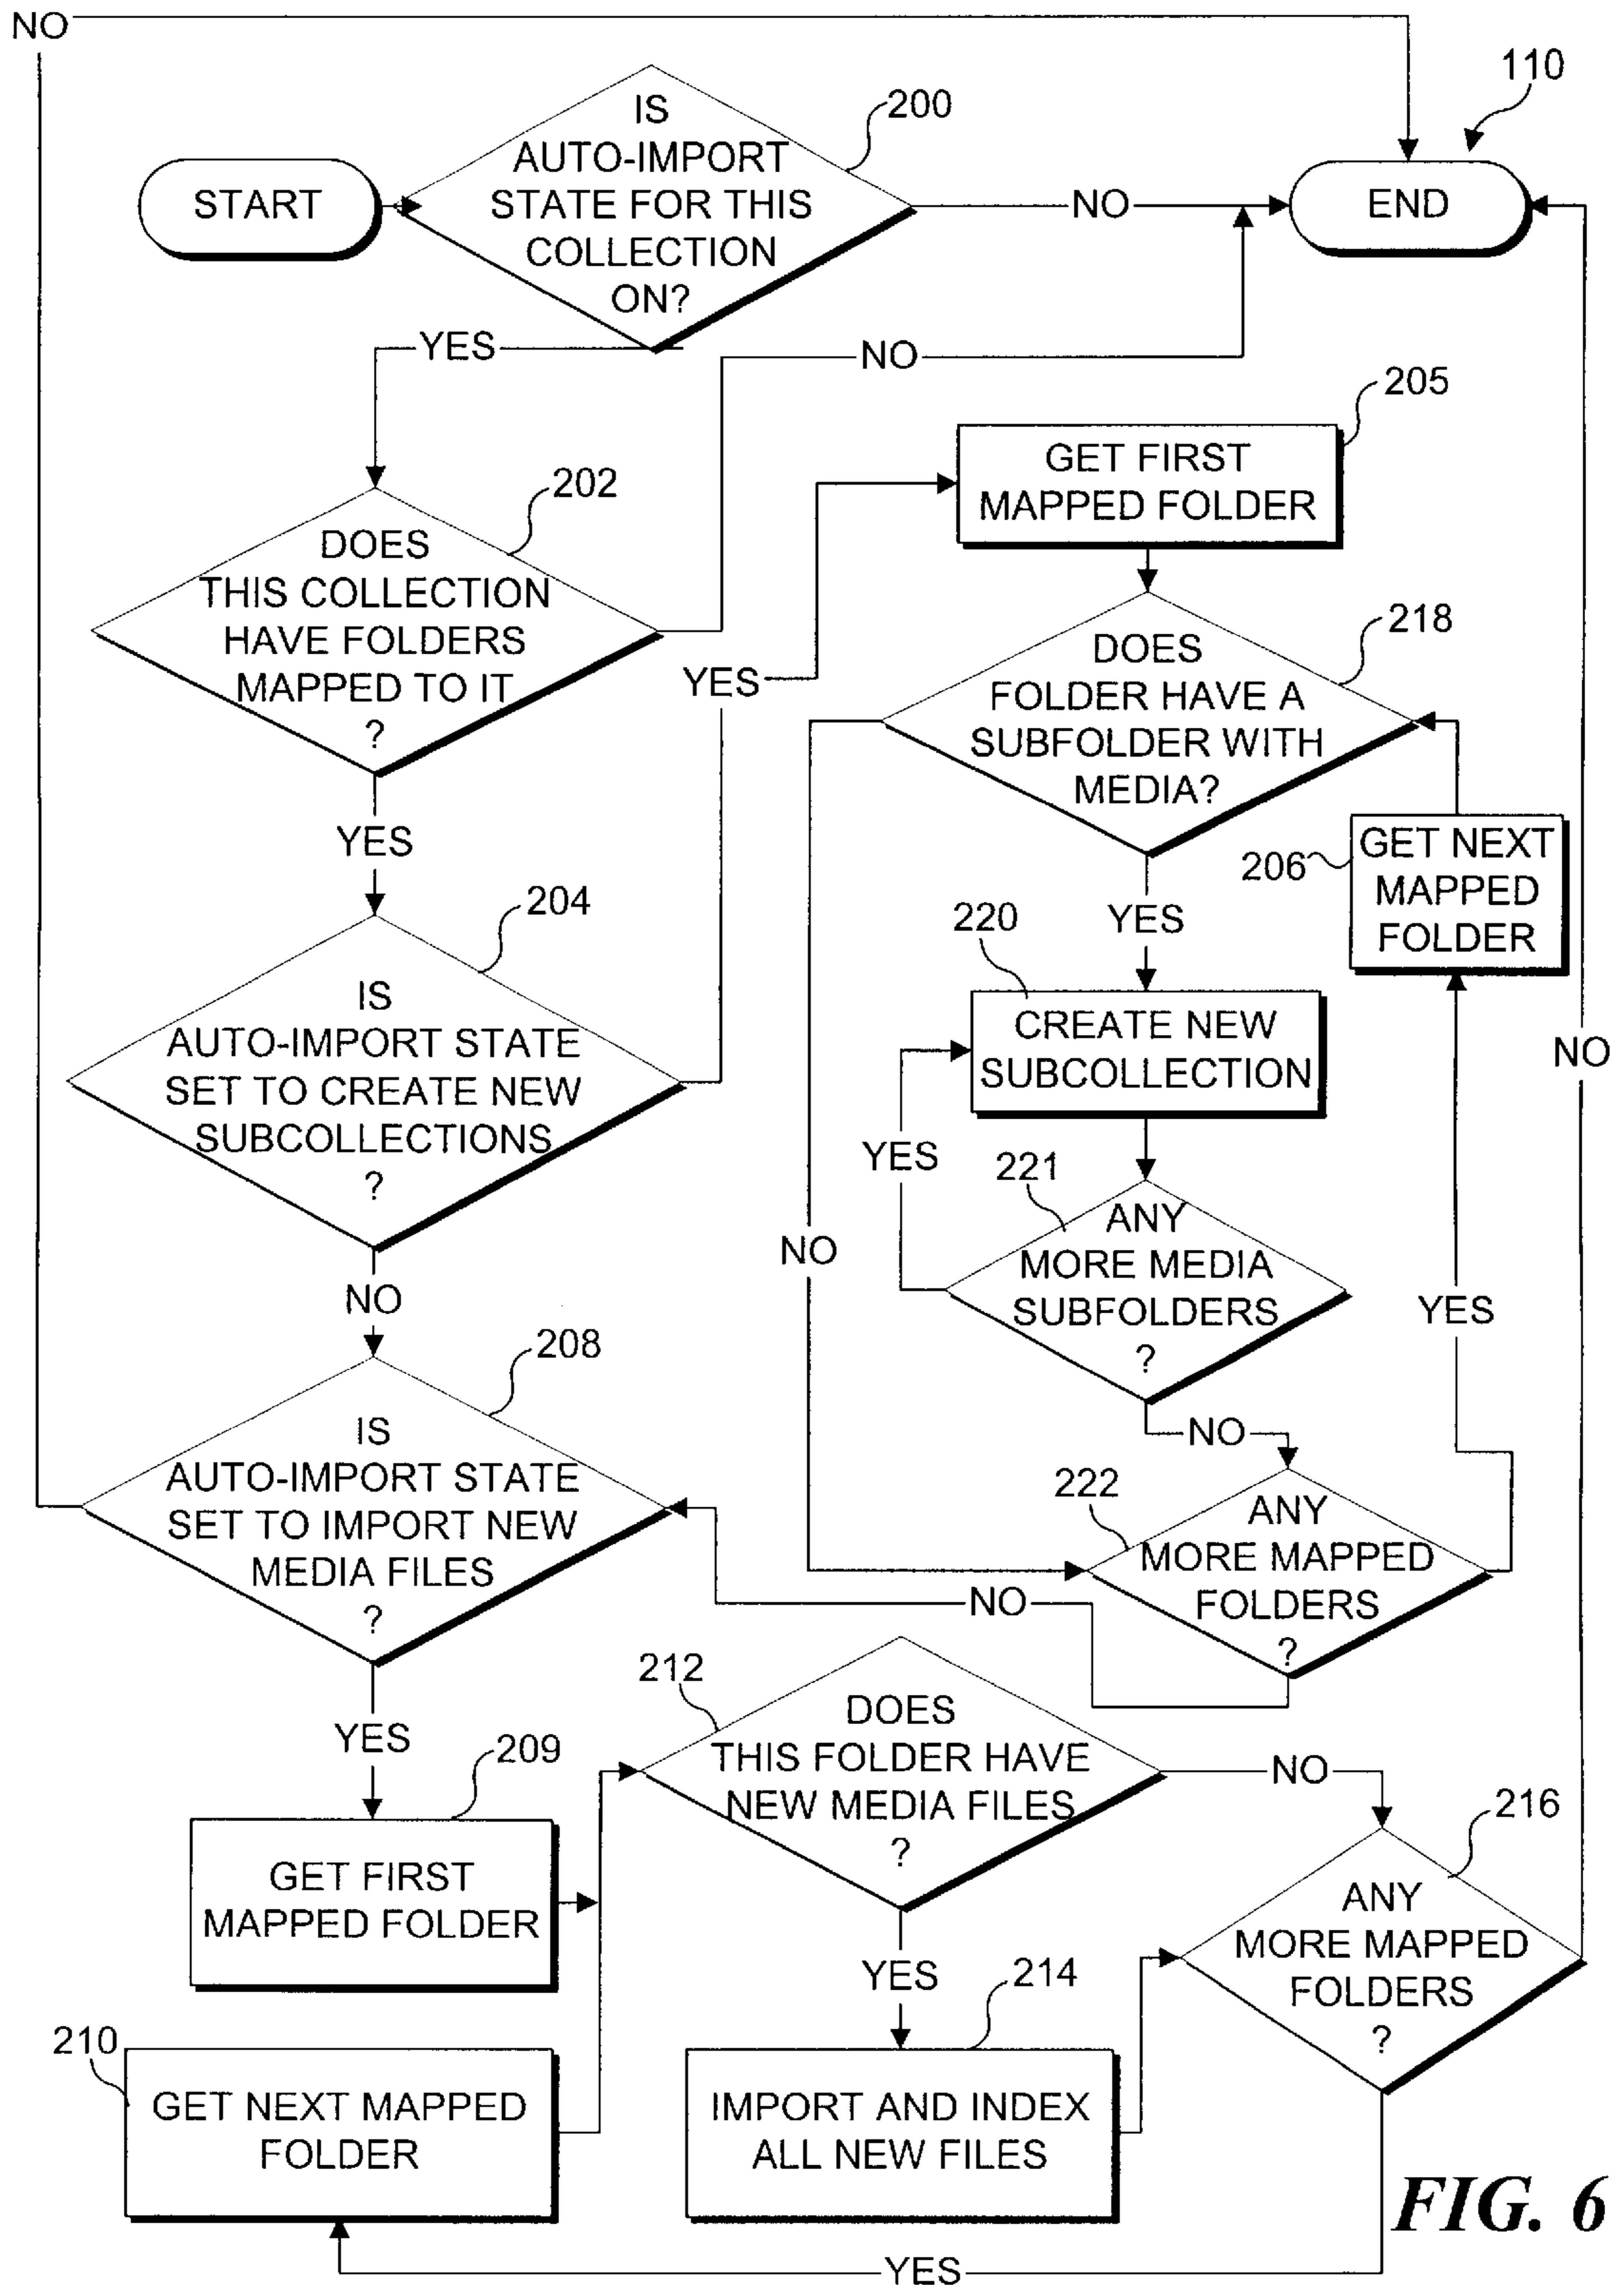 NO
110
200
IS
AUTO-IMPORT
STATE FOR THIS
COLLECTION
ON?
START
NO
END
YES
NO
205
GET FIRST
MAPPED FOLDER
202
DOES
THIS COLLECTION
HAVE FOLDERS
MAPPED TO IT
?
YES
218
DOES
FOLDER HAVE A
SUBFOLDER WITH
MEDIA?
YES
206
GET NEXT
MAPPED
FOLDER
204
YES
220
IS
AUTO-IMPORT STATE
SET TO CREATE NEW
SUBCOLLECTIONS
?
CREATE NEW
SUBCOLLECTION
NO
YES
221
ANY
MORE MEDIA
SUBFOLDERS
?
NO
NO
YES
208
IS
AUTO-IMPORT STATE
SET TO IMPORT NEW
MEDIA FILES
?
NO
222
ANY
MORE MAPPED
FOLDERS
?
NO
212
DOES
THIS FOLDER HAVE
NEW MEDIA FILES
?
YES
209
NO
216
GET FIRST
MAPPED FOLDER
ANY
MORE MAPPED
FOLDERS
?
YES
214
210
GET NEXT MAPPED
FOLDER
IMPORT AND INDEX
ALL NEW FILES
YES
FIG. 6